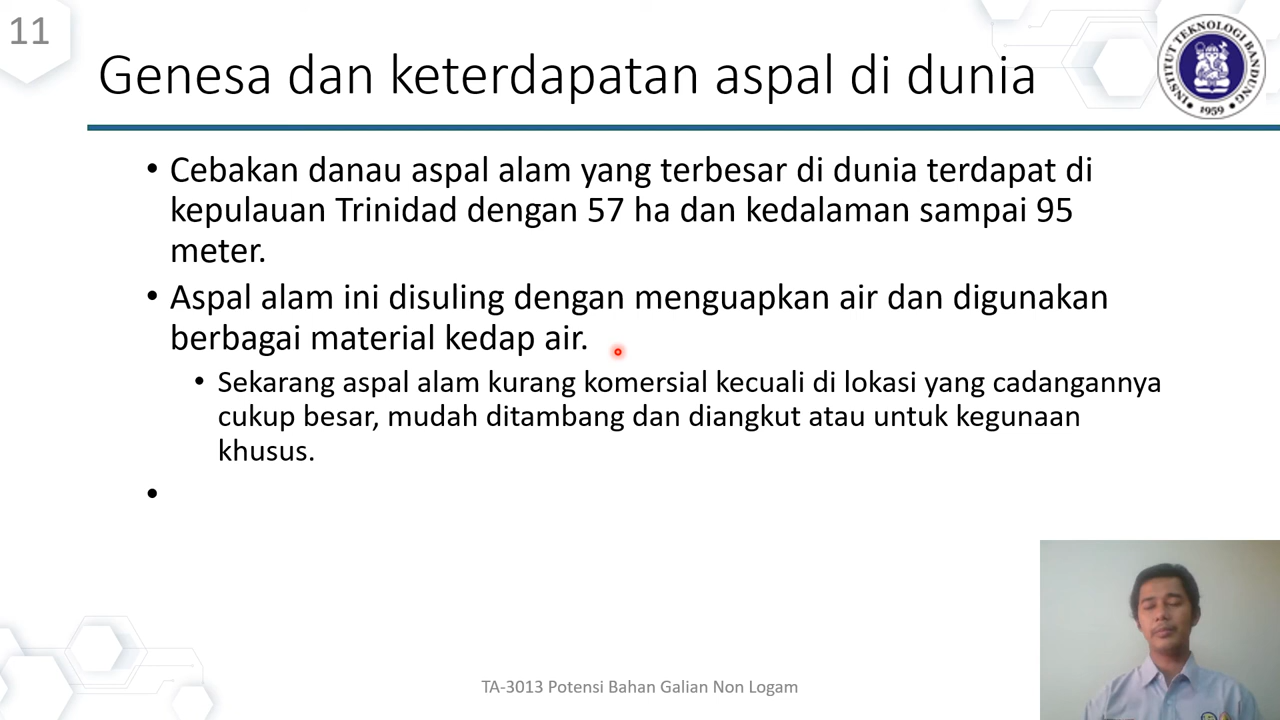 11
Genesa dan keterdapatan aspal di dunia
INSTITUT TEKNOLOGI BANDUNG
1959
• Cebakan danau aspal alam yang terbesar di dunia terdapat di
kepulauan Trinidad dengan 57 ha dan kedalaman sampai 95
meter.
• Aspal alam ini disuling dengan menguapkan air dan digunakan
berbagai material kedap air.
• Sekarang aspal alam kurang komersial kecuali di lokasi yang cadangannya
cukup besar, mudah ditambang dan diangkut atau untuk kegunaan
khusus.
•
TA-3013 Potensi Bahan Galian Non Logam